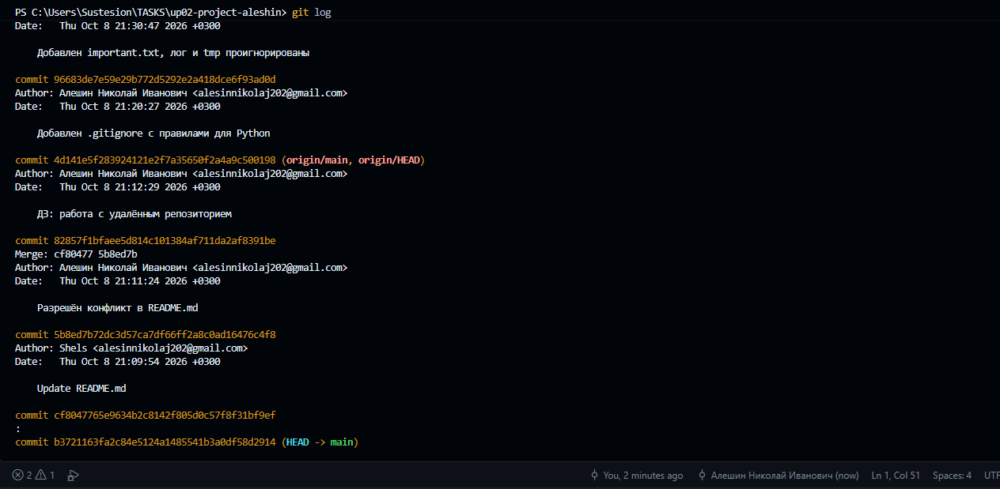 PS C:\Users\Sustesion\TASKS\up02-project-aleshin> git log
Date:   Thu Oct 8 21:30:47 2026 +0300
Добавлен important.txt, лог и tmp проигнорированы
commit 96683de7e59e29b772d5292e2a418dce6f93ad0d
Author: Алешин Николай Иванович <alesinnikolaj202@gmail.com>
Date:   Thu Oct 8 21:20:27 2026 +0300
Добавлен .gitignore с правилами для Python
commit 4d141e5f283924121e2f7a35650f2a4a9c500198 (origin/main, origin/HEAD)
Author: Алешин Николай Иванович <alesinnikolaj202@gmail.com>
Date:   Thu Oct 8 21:12:29 2026 +0300
ДЗ: работа с удалённым репозиторием
commit 82857f1bfaee5d814c101384af711da2af8391be
Merge: cf80477 5b8ed7b
Author: Алешин Николай Иванович <alesinnikolaj202@gmail.com>
Date:   Thu Oct 8 21:11:24 2026 +0300
Разрешён конфликт в README.md
commit 5b8ed7b72dc3d57ca7df66ff2a8c0ad16476c4f8
Author: Shels <alesinnikolaj202@gmail.com>
Date:   Thu Oct 8 21:09:54 2026 +0300
Update README.md
commit cf8047765e9634b2c8142f805d0c57f8f31bf9ef
:
commit b3721163fa2c84e5124a1485541b3a0df58d2914 (HEAD -> main)
2 1 You, 2 minutes ago Алешин Николай Иванович (now) Ln 1, Col 51 Spaces: 4 UTF